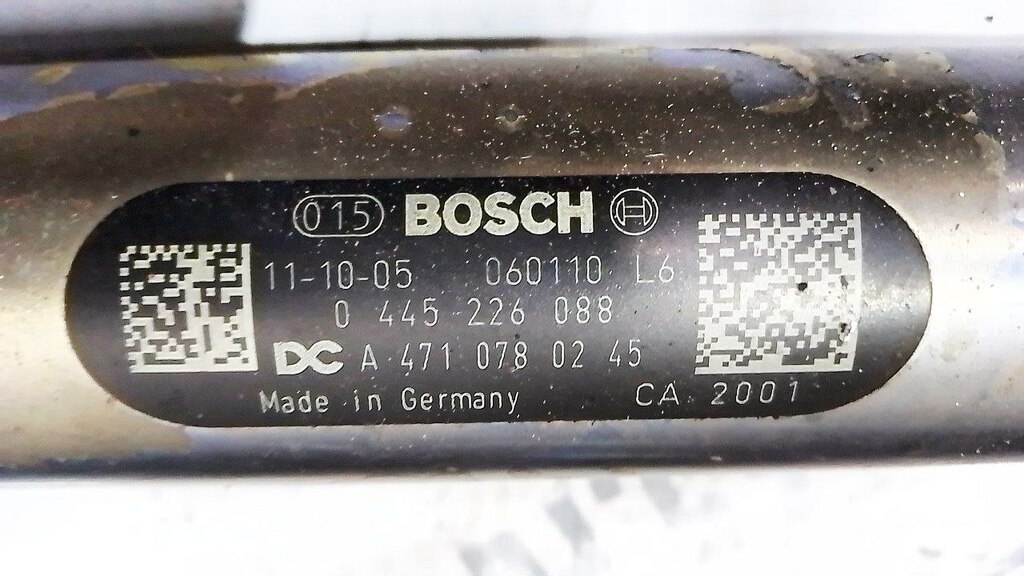 015 BOSCH
11-10-05 060110 L6
0 445 226 088
DC A 471 078 02 45
Made in Germany CA 2001